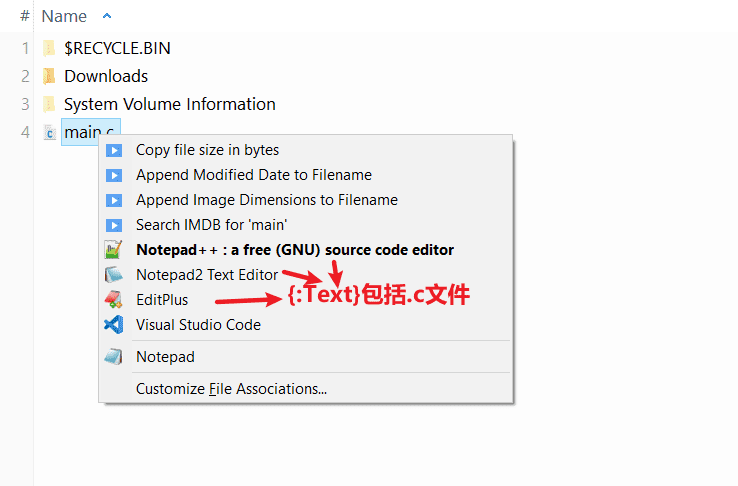 # Name
1 $RECYCLE.BIN
2 Downloads
3 System Volume Information
4 main.c
Copy file size in bytes
Append Modified Date to Filename
Append Image Dimensions to Filename
Search IMDB for 'main'
Notepad++ : a free (GNU) source code editor
Notepad2 Text Editor
EditPlus
{:Text}包括.c文件
Visual Studio Code
Notepad
Customize File Associations...